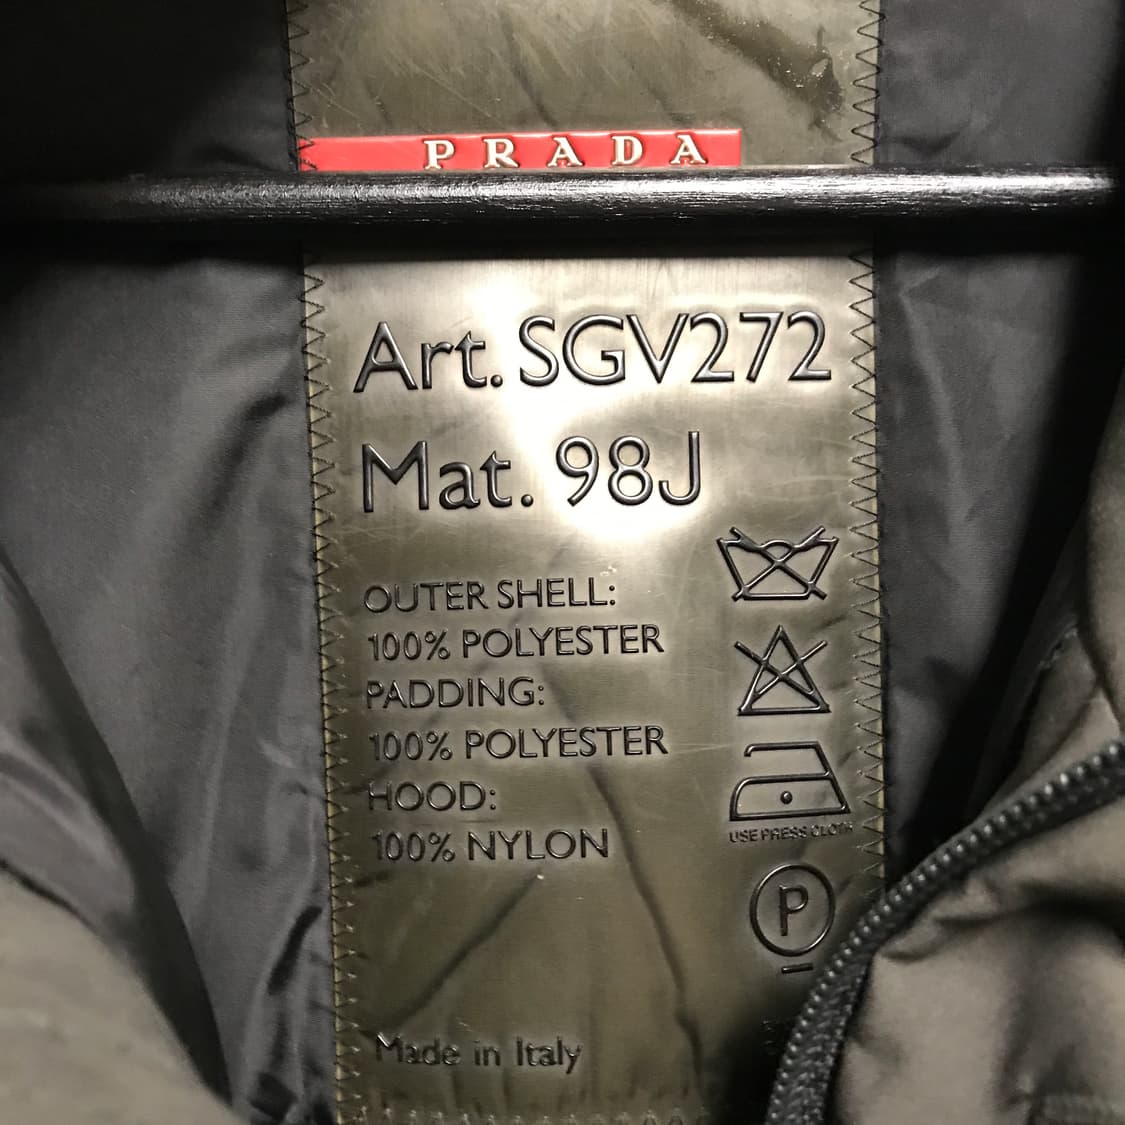 PRADA
Art. SGV272
Mat. 98J
OUTER SHELL:
100% POLYESTER
PADDING:
100% POLYESTER
HOOD:
100% NYLON
USE PRESS CLOTH
P
Made in Italy